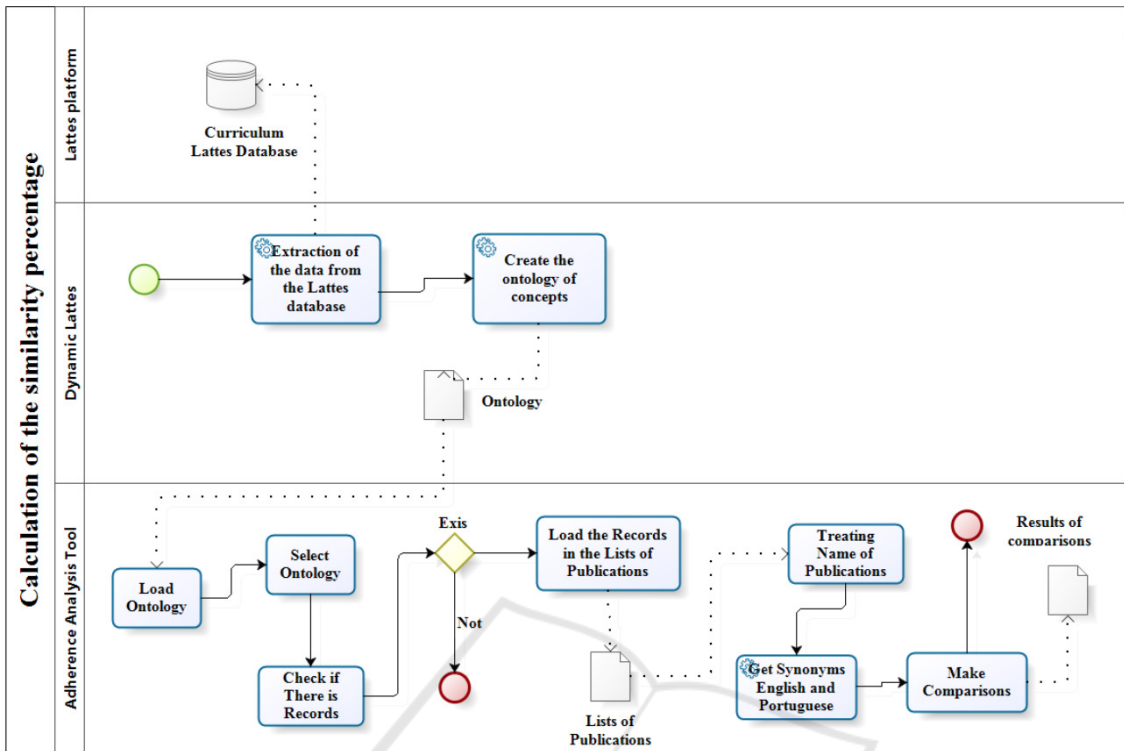 Calculation of the similarity percentage
Lattes platform
Curriculum
Lattes Database
Dynamic Lattes
Extraction of
the data from
the Lattes
database
Create the
ontology of
concepts
Ontology
Adherence Analysis Tool
Load
Ontology
Select
Ontology
Check if
There is
Records
Exis
Not
Load the Records
in the Lists of
Publications
Lists of
Publications
Treating
Name of
Publications
Get Synonyms
English and
Portuguese
Make
Comparisons
Results of
comparisons